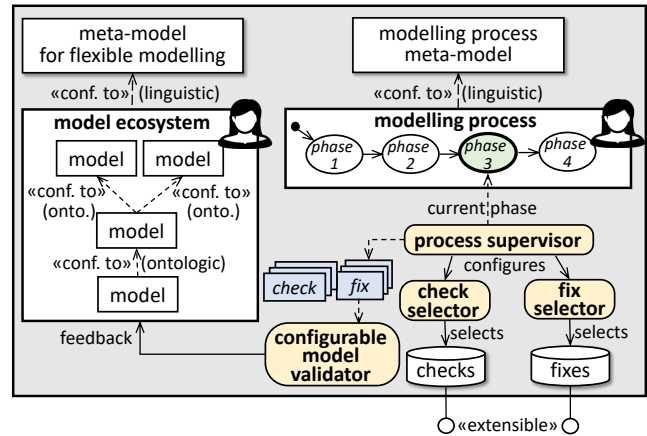 meta-model
for flexible modelling
modelling process
meta-model
«conf. to» (linguistic)
«conf. to» (linguistic)
model ecosystem
modelling process
model
model
phase
1
phase
2
phase
3
phase
4
«conf. to»
(onto.)
«conf. to»
(onto.)
current phase
model
process supervisor
«conf. to» (ontologic)
configures
check
fix
model
check
selector
fix
selector
feedback
configurable
model
validator
selects
selects
checks
fixes
«extensible»